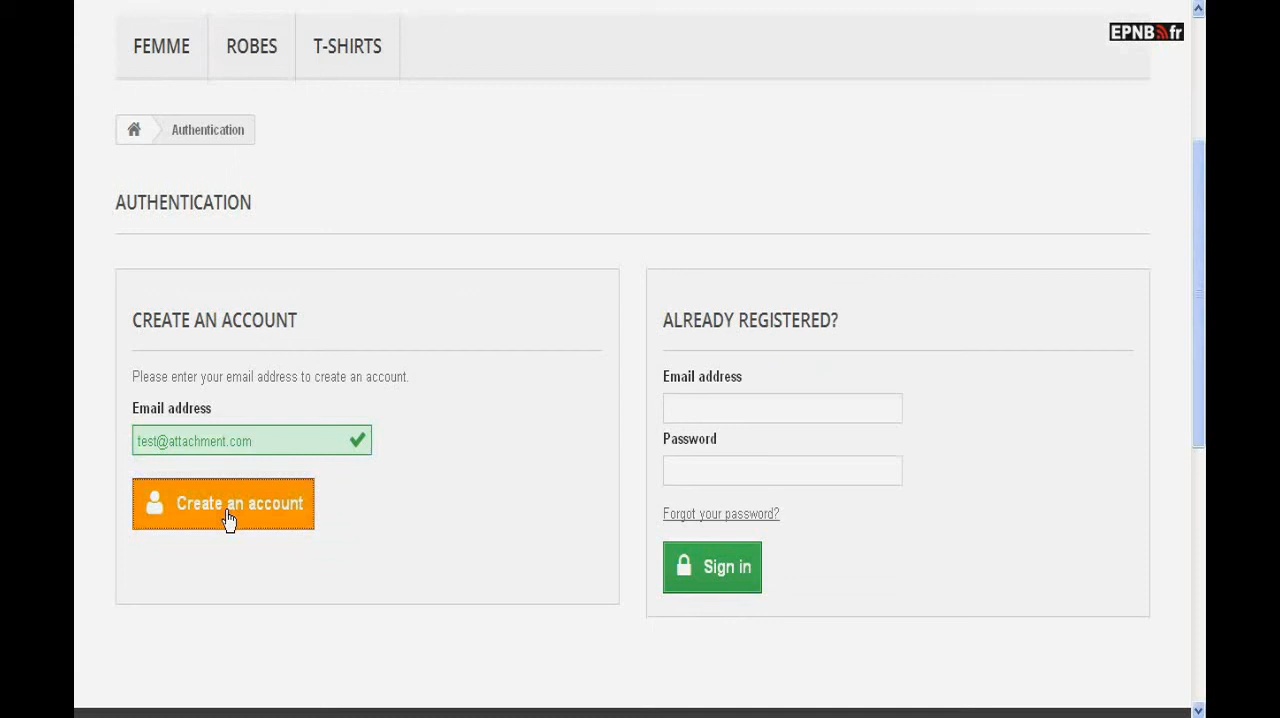 FEMME ROBES T-SHIRTS
EPNB fr
Authentication
AUTHENTICATION
CREATE AN ACCOUNT
Please enter your email address to create an account.
Email address
test@attachment.com
Create an account
ALREADY REGISTERED?
Email address
Password
Forgot your password?
Sign in